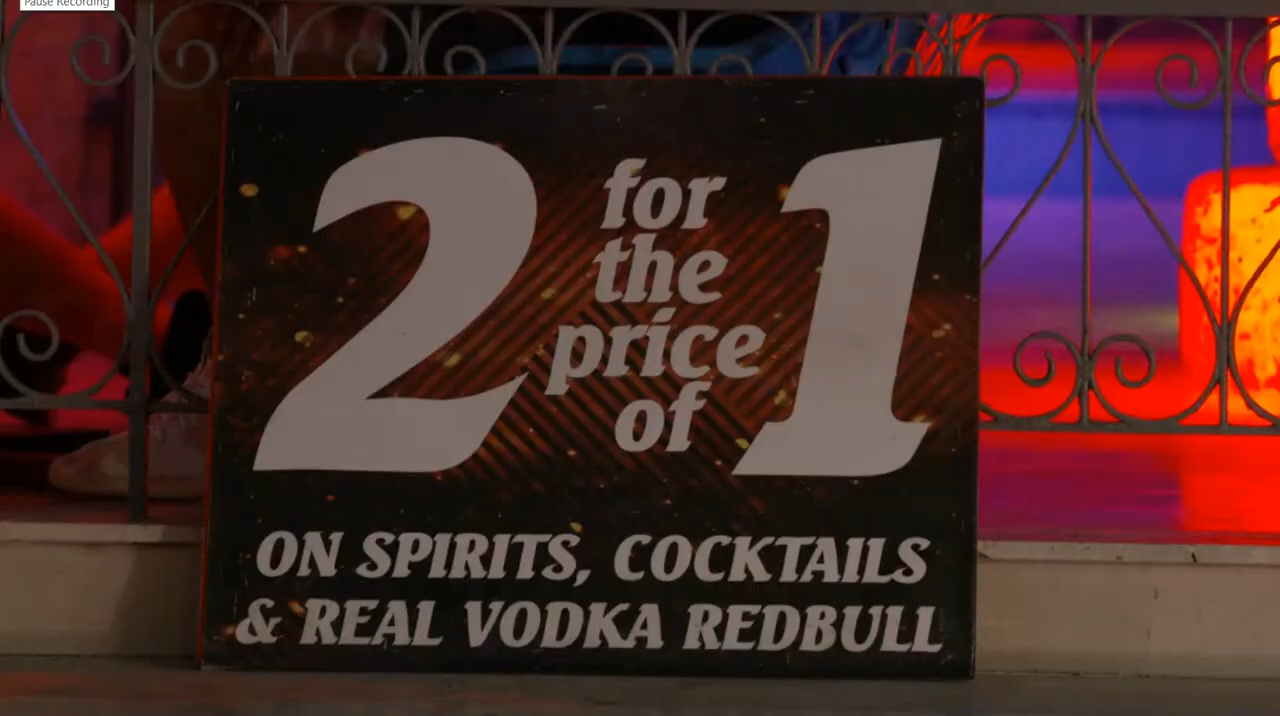 Pause Recording
2 for the price of 1
ON SPIRITS, COCKTAILS
& REAL VODKA REDBULL